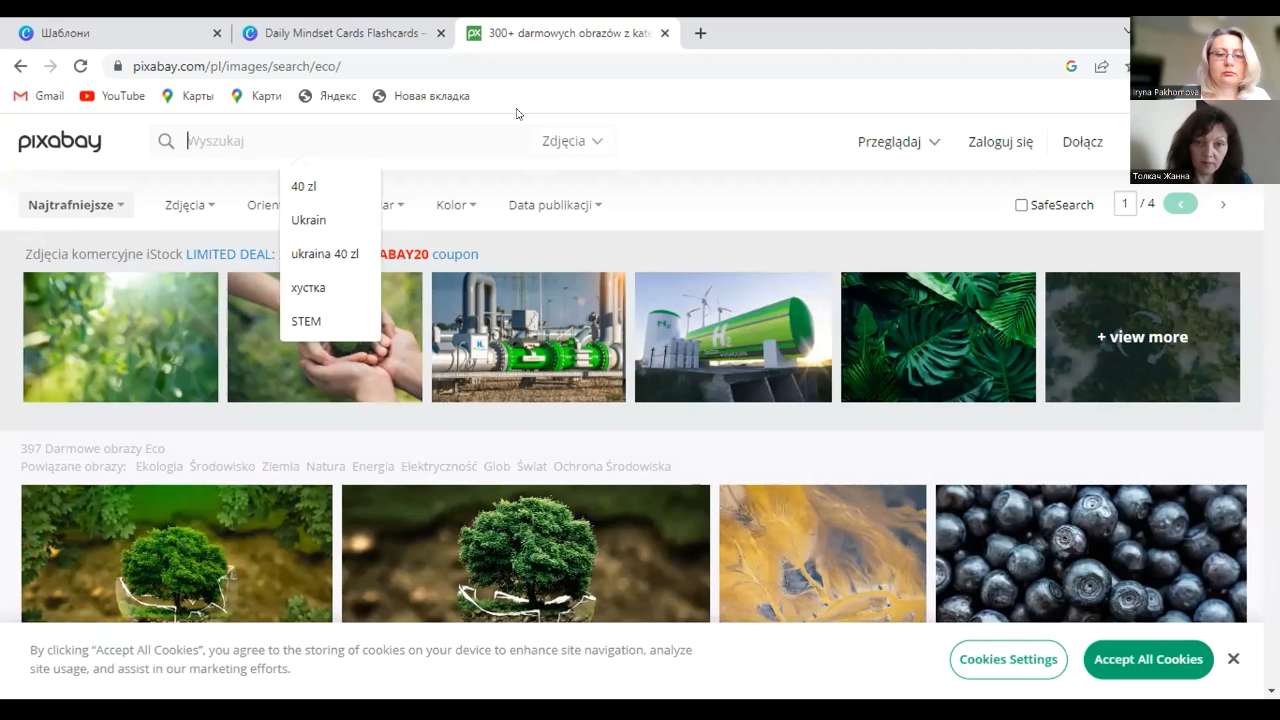 Шаблони
Daily Mindset Cards Flashcards –
300+ darmowych obrazów z kate
pixabay.com/pl/images/search/eco/
Gmail YouTube Карты Карти Яндекс Новая вкладка
Iryna Pakhomova
Толкач Жанна
pixabay
Wyszukaj
Zdjęcia
Przeglądaj
Zaloguj się
Dołącz
40 zl
Ukrain
ukraina 40 zl
хустка
STEM
Najtrafniejsze Zdjęcia Orient ar Kolor Data publikacji SafeSearch 1 / 4
Zdjęcia komercyjne iStock LIMITED DEAL: ABAY20 coupon
H2
+ view more
397 Darmowe obrazy Eco
Powiązane obrazy: Ekologia Środowisko Ziemia Natura Energia Elektryczność Glob Świat Ochrona Środowiska
By clicking “Accept All Cookies”, you agree to the storing of cookies on your device to enhance site navigation, analyze
site usage, and assist in our marketing efforts.
Cookies Settings
Accept All Cookies